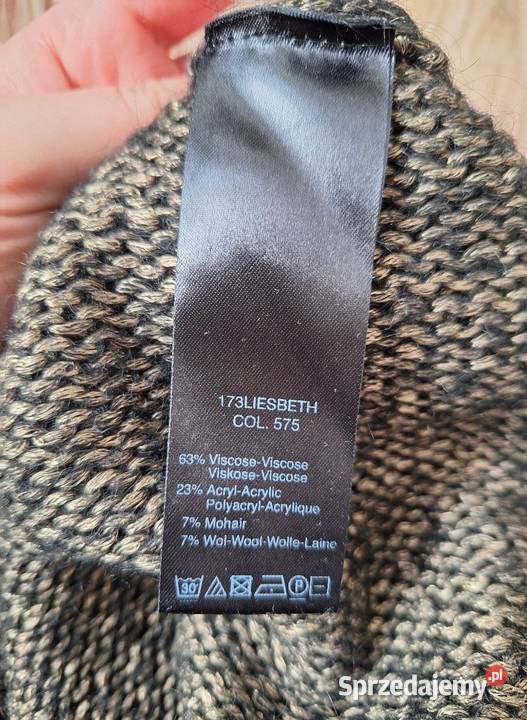 173LIESBETH
COL. 575
63% Viscose-Viscose
Viskose-Viscose
23% Acryl-Acrylic
Polyacryl-Acrylique
7% Mohair
7% Wol-Wool-Wolle-Laine
30 P
Sprzedajemy.pl